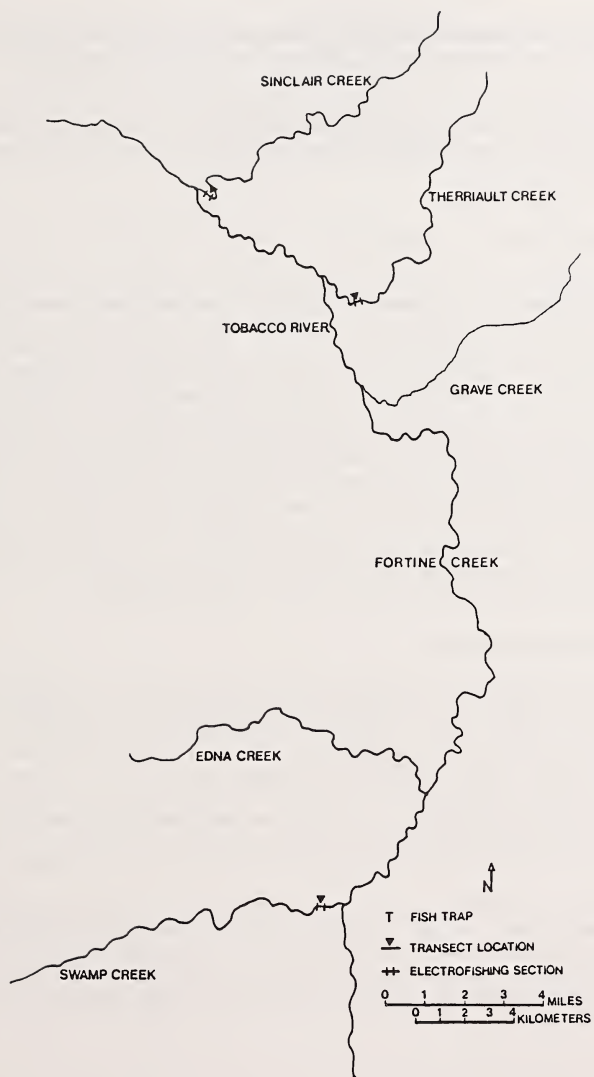 SINCLAIR CREEK
THERRIAULT CREEK
TOBACCO RIVER
GRAVE CREEK
FORTINE CREEK
EDNA CREEK
SWAMP CREEK
N
T FISH TRAP
TRANSECT LOCATION
ELECTROFISHING SECTION
0 1 2 3 4 MILES
0 1 2 3 4 KILOMETERS